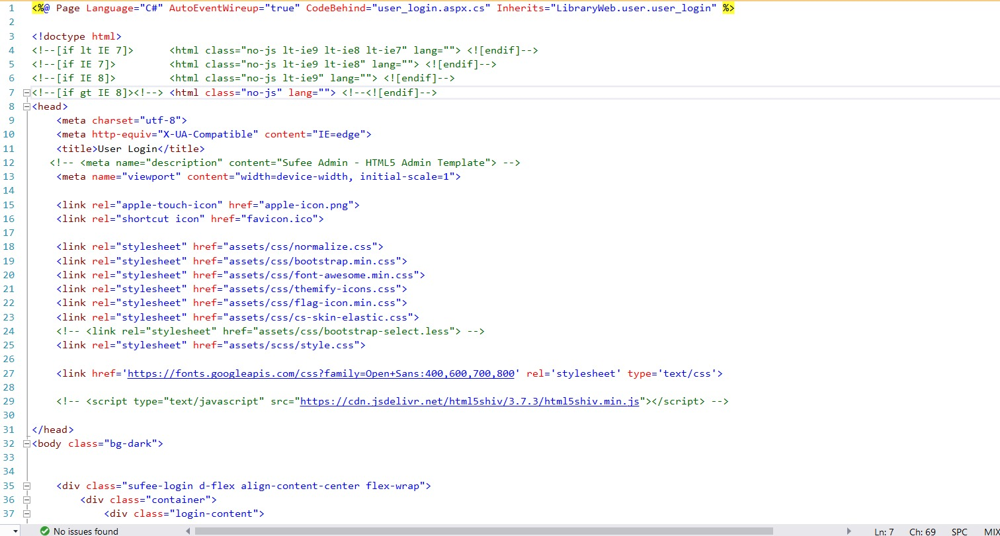 1 <%@ Page Language="C#" AutoEventWireup="true" CodeBehind="user_login.aspx.cs" Inherits="LibraryWeb.user.user_login" %>
2
3 <!doctype html>
4 <!--[if lt IE 7]>      <html class="no-js lt-ie9 lt-ie8 lt-ie7" lang=""> <![endif]-->
5 <!--[if IE 7]>         <html class="no-js lt-ie9 lt-ie8" lang=""> <![endif]-->
6 <!--[if IE 8]>         <html class="no-js lt-ie9" lang=""> <![endif]-->
7 <!--[if gt IE 8]><!--> <html class="no-js" lang=""> <!--<![endif]-->
8 <head>
9     <meta charset="utf-8">
10     <meta http-equiv="X-UA-Compatible" content="IE=edge">
11     <title>User Login</title>
12    <!-- <meta name="description" content="Sufee Admin - HTML5 Admin Template"> -->
13     <meta name="viewport" content="width=device-width, initial-scale=1">
14
15     <link rel="apple-touch-icon" href="apple-icon.png">
16     <link rel="shortcut icon" href="favicon.ico">
17
18     <link rel="stylesheet" href="assets/css/normalize.css">
19     <link rel="stylesheet" href="assets/css/bootstrap.min.css">
20     <link rel="stylesheet" href="assets/css/font-awesome.min.css">
21     <link rel="stylesheet" href="assets/css/themify-icons.css">
22     <link rel="stylesheet" href="assets/css/flag-icon.min.css">
23     <link rel="stylesheet" href="assets/css/cs-skin-elastic.css">
24     <!-- <link rel="stylesheet" href="assets/css/bootstrap-select.less"> -->
25     <link rel="stylesheet" href="assets/scss/style.css">
26
27     <link href='https://fonts.googleapis.com/css?family=Open+Sans:400,600,700,800' rel='stylesheet' type='text/css'>
28
29     <!-- <script type="text/javascript" src="https://cdn.jsdelivr.net/html5shiv/3.7.3/html5shiv.min.js"></script> -->
30
31 </head>
32 <body class="bg-dark">
33
34
35     <div class="sufee-login d-flex align-content-center flex-wrap">
36         <div class="container">
37             <div class="login-content">
No issues found Ln: 7 Ch: 69 SPC MIX